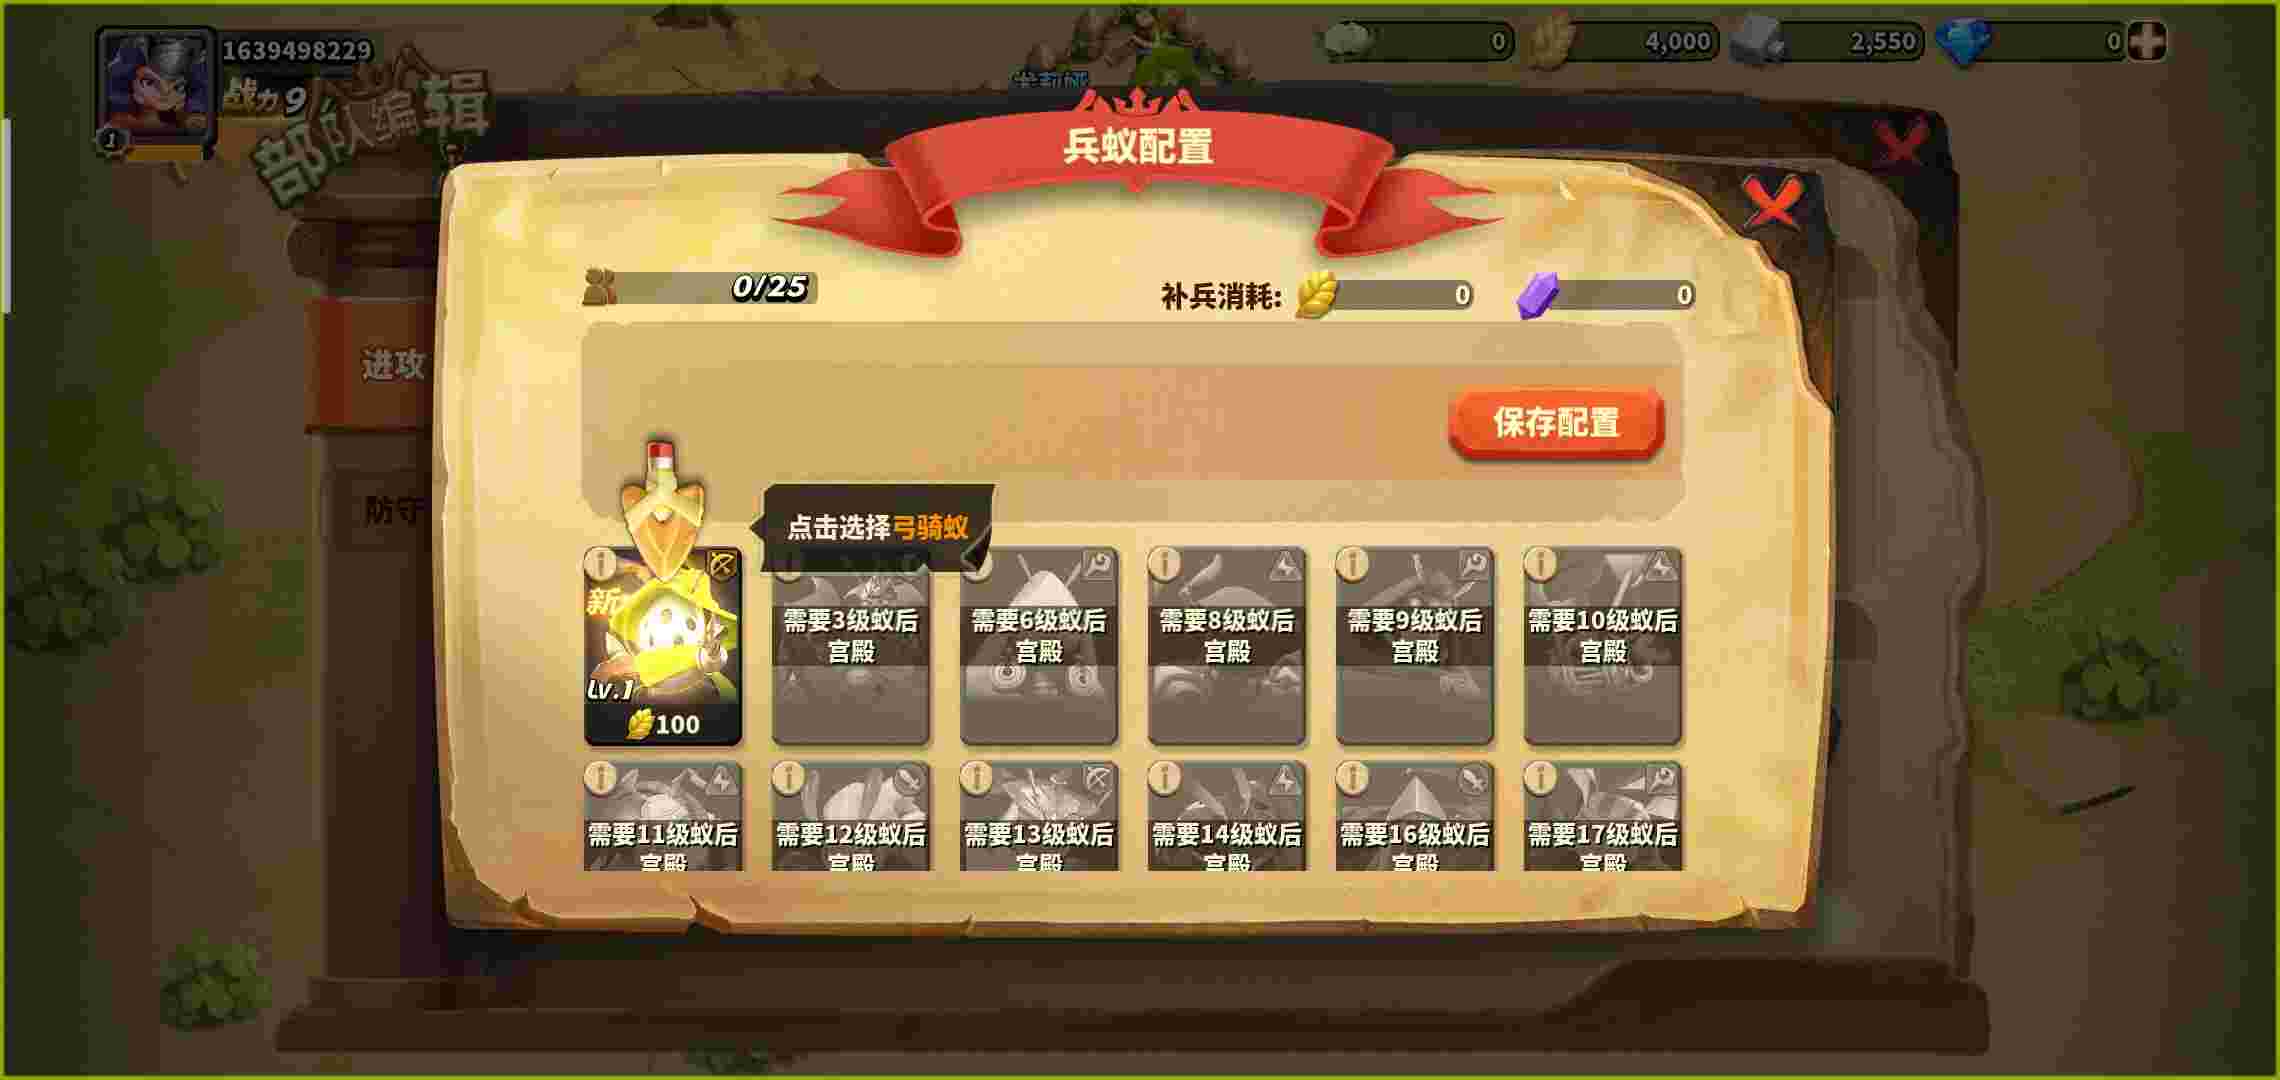 1639498229
战力9
1
部队编辑
0
4,000
2,550
0
兵蚁配置
0/25
补兵消耗:
0
0
进攻
保存配置
防守
点击选择弓骑蚁
新
Lv.1
100
需要3级蚁后
宫殿
需要6级蚁后
宫殿
需要8级蚁后
宫殿
需要9级蚁后
宫殿
需要10级蚁后
宫殿
需要11级蚁后
宫殿
需要12级蚁后
宫殿
需要13级蚁后
宫殿
需要14级蚁后
宫殿
需要16级蚁后
宫殿
需要17级蚁后
宫殿